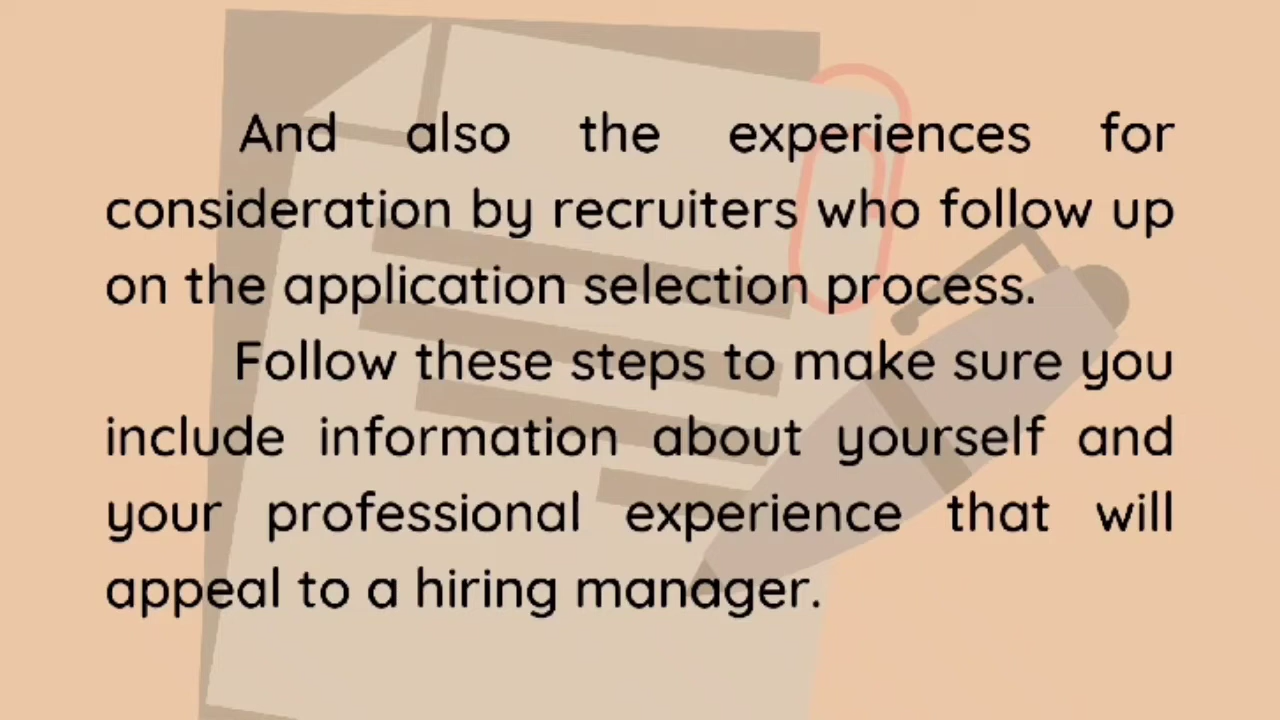 And also the experiences for
consideration by recruiters who follow up
on the application selection process.
Follow these steps to make sure you
include information about yourself and
your professional experience that will
appeal to a hiring manager.